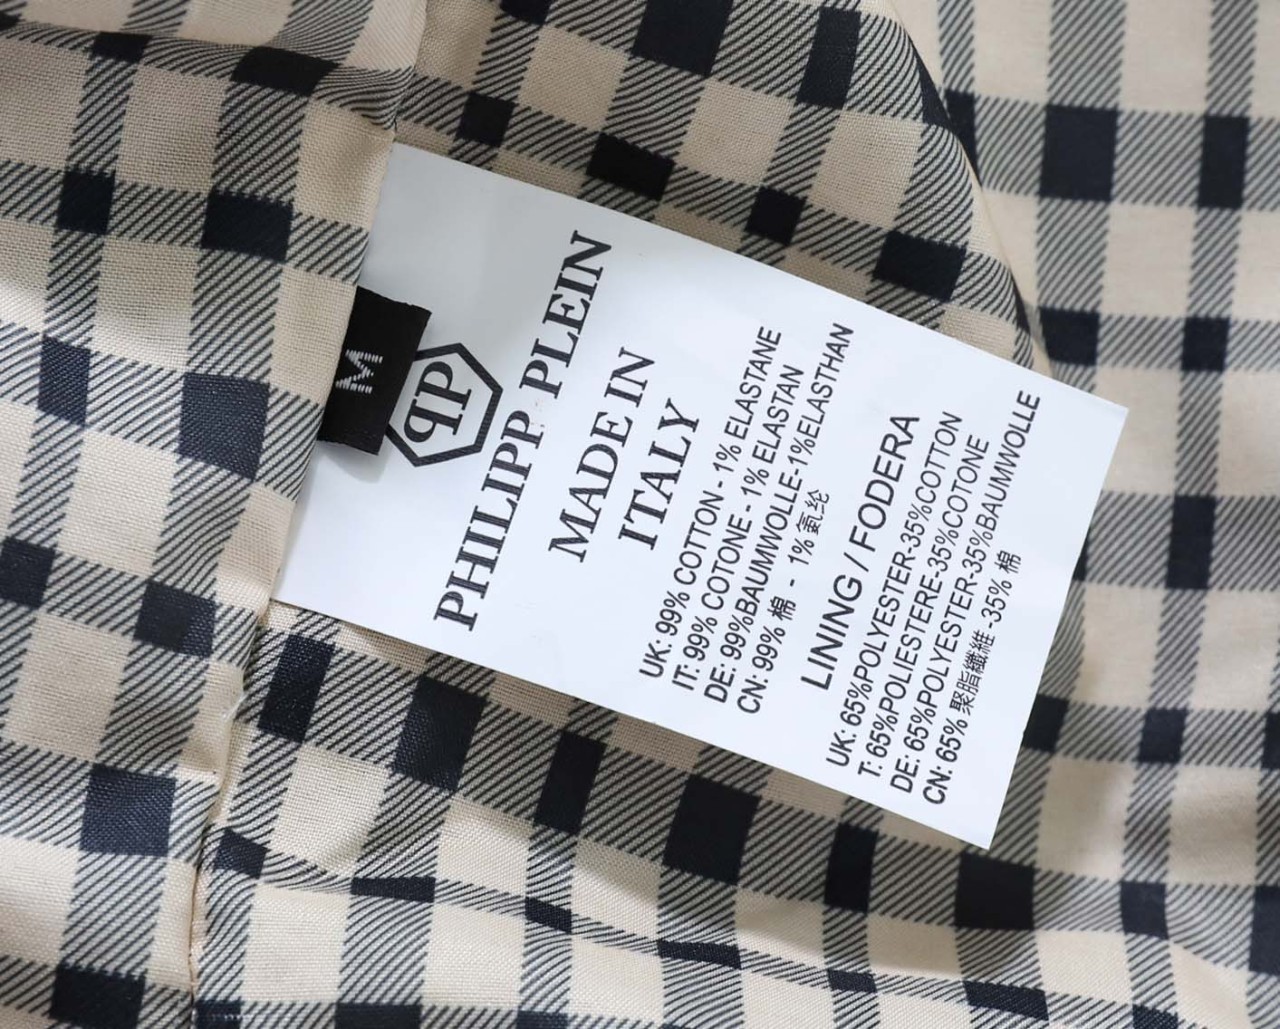 M
PP
PHILIPP PLEIN
MADE IN
ITALY
UK: 99% COTTON - 1% ELASTANE
IT: 99% COTONE - 1% ELASTAN
DE: 99%BAUMWOLLE-1%ELASTHAN
CN: 99% 棉 - 1% 氨纶
LINING / FODERA
UK: 65%POLYESTER-35%COTTON
T: 65%POLIESTERE-35%COTONE
DE: 65%POLYESTER-35%BAUMWOLLE
CN: 65% 聚脂纖維 -35% 棉